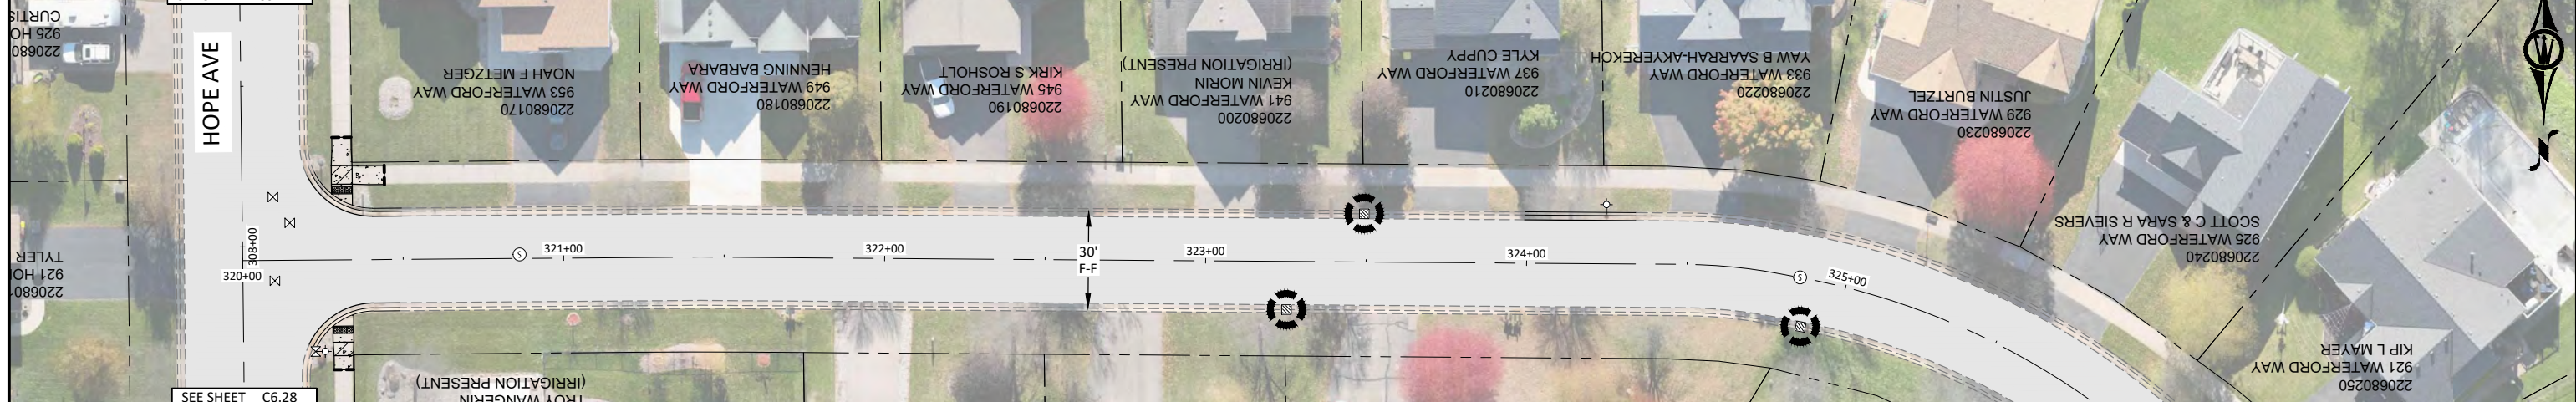 CURTIS
925 HO
220680
HOPE AVE
NOAH F METZGER
953 WATERFORD WAY
220680170
HENNING BARBARA
949 WATERFORD WAY
220680180
KIRK S ROSHOLT
945 WATERFORD WAY
220680190
(IRRIGATION PRESENT)
KEVIN MORIN
941 WATERFORD WAY
220680200
KYLE CUPPY
937 WATERFORD WAY
220680210
YAW B SAARRAH-AKYEREKOH
933 WATERFORD WAY
220680220
JUSTIN BURTZEL
929 WATERFORD WAY
220680230
SCOTT C & SARA R SIEVERS
925 WATERFORD WAY
220680240
KIP L MAYER
921 WATERFORD WAY
220680250
N
TYLER
921 HO
220680
308+00
320+00
S
321+00
322+00
30'
F-F
323+00
324+00
S
325+00
(IRRIGATION PRESENT)
TROY WANGERIN
SEE SHEET C6.28